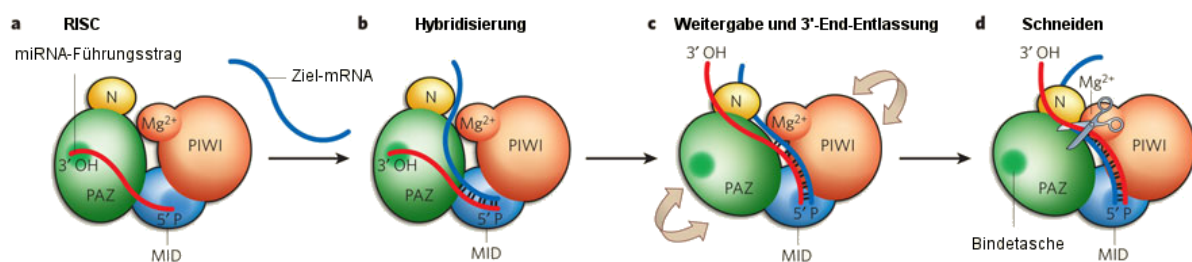 a RISC
miRNA-Führungsstrag
Ziel-mRNA
N
Mg2+
PIWI
3' OH
PAZ
5' P
MID
b Hybridisierung
N
Mg2+
PIWI
3' OH
PAZ
5' P
MID
c Weitergabe und 3'-End-Entlassung
3' OH
N
Mg2+
PIWI
PAZ
5' P
MID
d Schneiden
3' OH
Mg2+
N
PIWI
PAZ
5' P
Bindetasche
MID